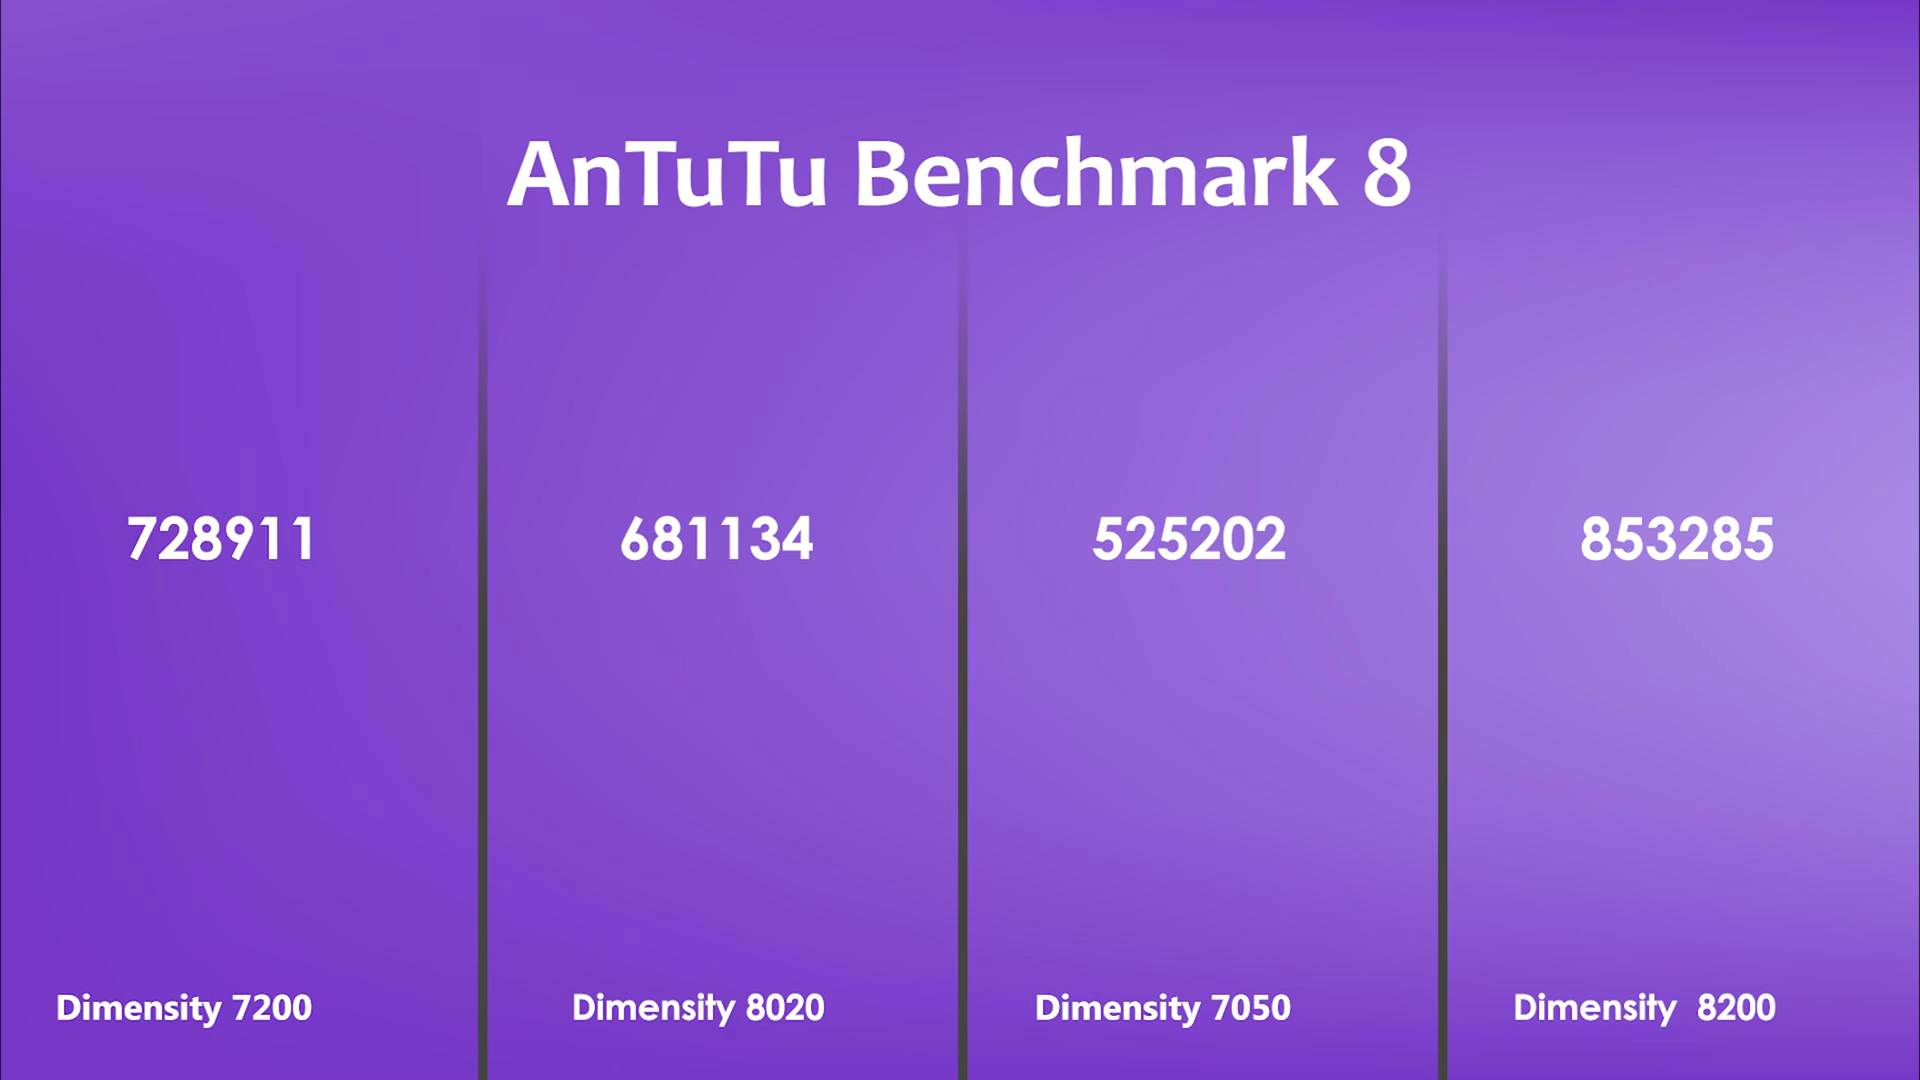 AnTuTu Benchmark 8
728911
681134
525202
853285
Dimensity 7200
Dimensity 8020
Dimensity 7050
Dimensity 8200